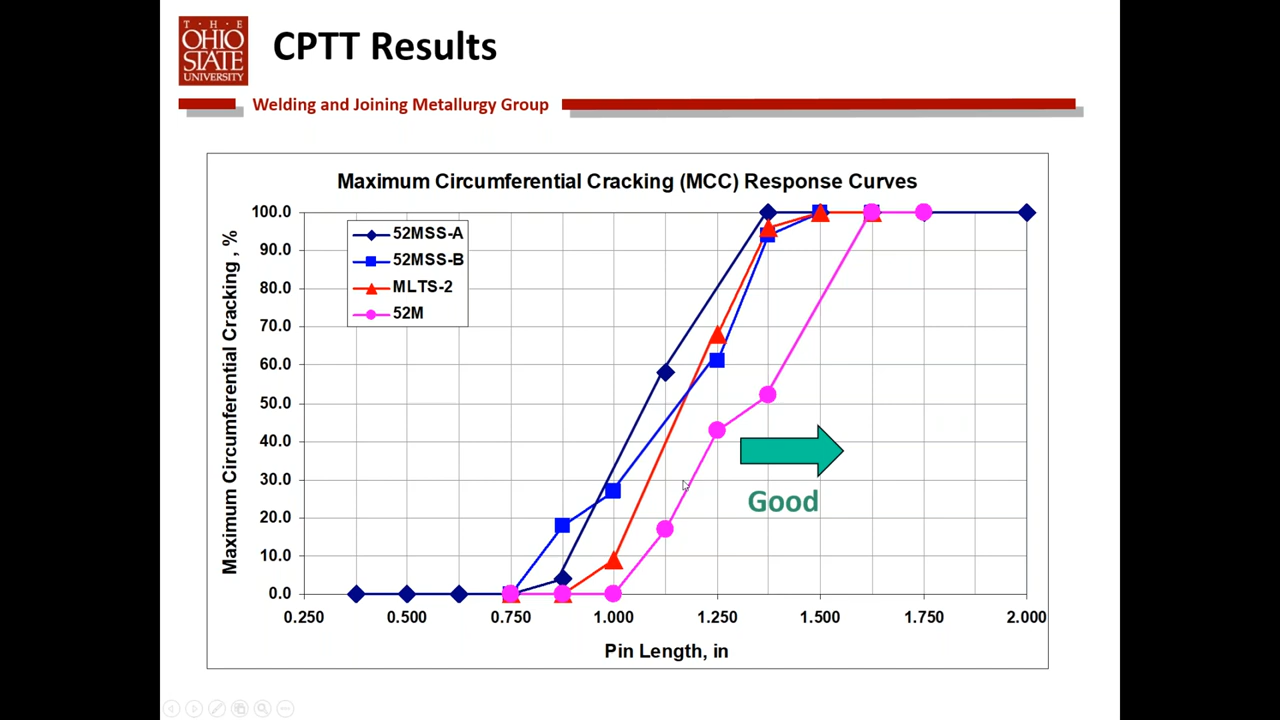 T · H · E
OHIO
STATE
UNIVERSITY
CPTT Results
Welding and Joining Metallurgy Group
Maximum Circumferential Cracking (MCC) Response Curves
Maximum Circumferential Cracking , %
100.0
90.0
80.0
70.0
60.0
50.0
40.0
30.0
20.0
10.0
0.0
52MSS-A
52MSS-B
MLTS-2
52M
Good
0.250 0.500 0.750 1.000 1.250 1.500 1.750 2.000
Pin Length, in